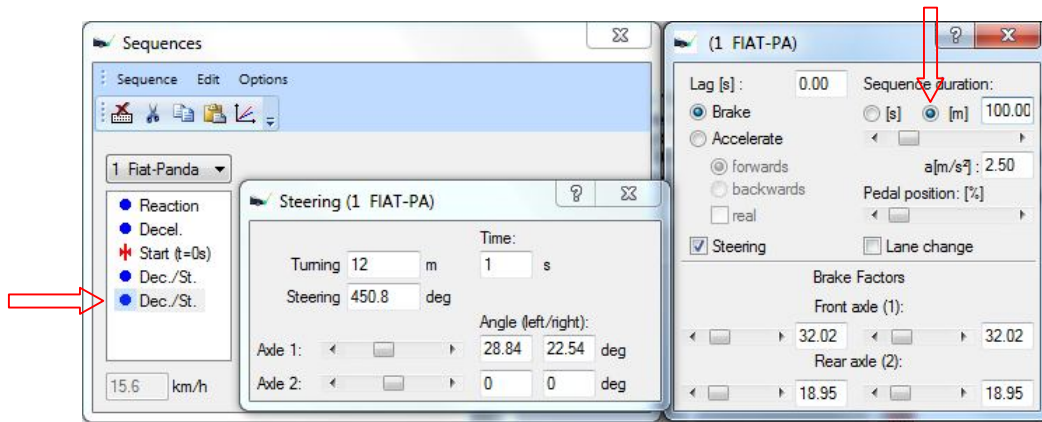 Sequences
Sequence Edit Options
1 Fiat-Panda
Reaction
Decel.
Start (t=0s)
Dec./St.
Dec./St.
15.6 km/h
Steering (1 FIAT-PA)
Time:
Turning 12 m 1 s
Steering 450.8 deg
Angle (left/right):
Axle 1: 28.84 22.54 deg
Axle 2: 0 0 deg
(1 FIAT-PA)
Lag [s] : 0.00 Sequence duration:
Brake [s] [m] 100.00
Accelerate
forwards a[m/s²] : 2.50
backwards Pedal position: [%]
real
Steering Lane change
Brake Factors
Front axle (1):
32.02 32.02
Rear axle (2):
18.95 18.95